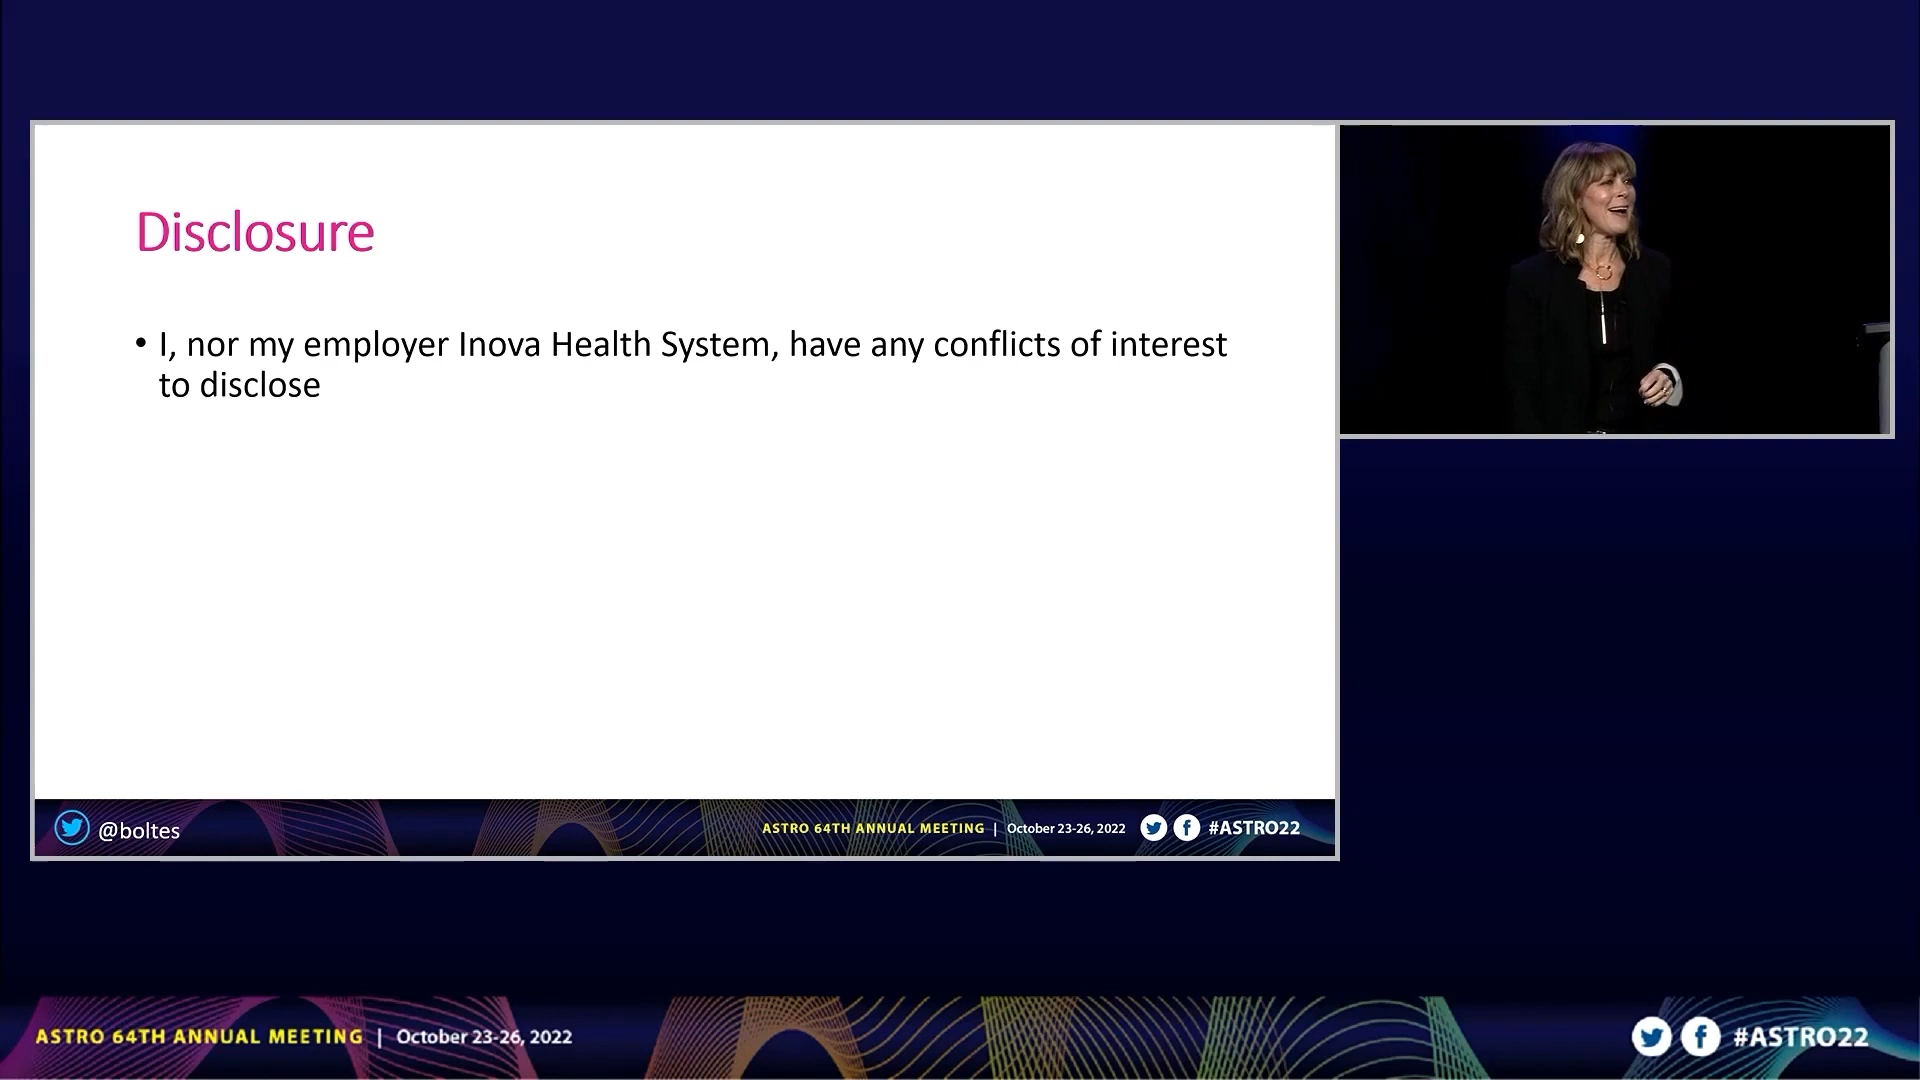 Disclosure
• I, nor my employer Inova Health System, have any conflicts of interest
to disclose
@boltes
ASTRO 64TH ANNUAL MEETING | October 23-26, 2022 #ASTRO22
ASTRO 64TH ANNUAL MEETING | October 23-26, 2022 #ASTRO22